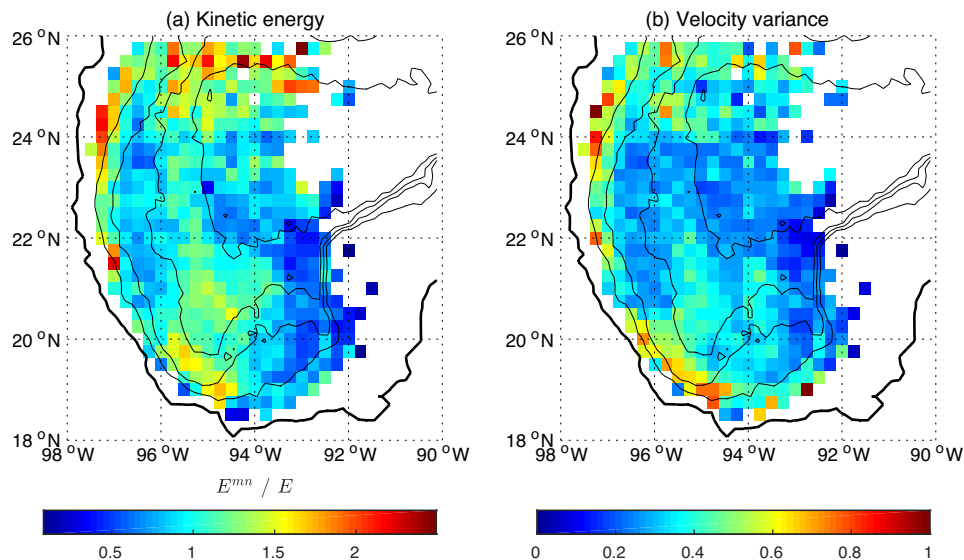 (a) Kinetic energy
(b) Velocity variance
26 °N
24 °N
22 °N
20 °N
18 °N
98 °W
96 °W
94 °W
92 °W
90 °W
26 °N
24 °N
22 °N
20 °N
18 °N
98 °W
96 °W
94 °W
92 °W
90 °W
E^{mn} / E
0.5
1
1.5
2
0
0.2
0.4
0.6
0.8
1